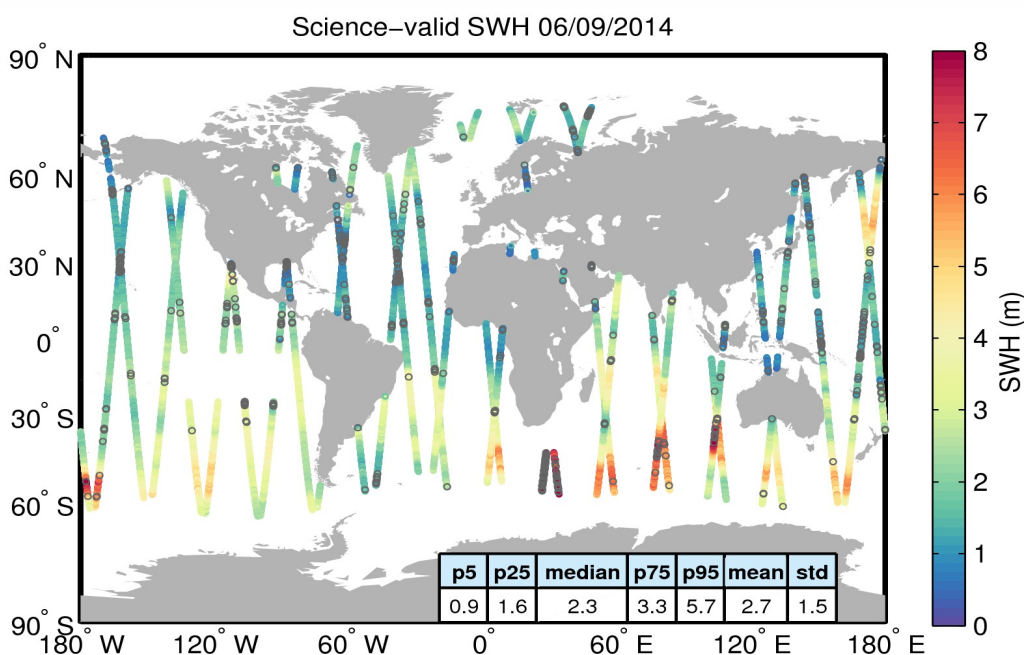 Science−valid SWH 06/09/2014
90° N
60° N
30° N
0°
30° S
60° S
90° S
180° W
120° W
60° W
0°
60° E
120° E
180° E
p5 p25 median p75 p95 mean std
0.9 1.6 2.3 3.3 5.7 2.7 1.5
8
7
6
5
4
3
2
1
0
SWH (m)